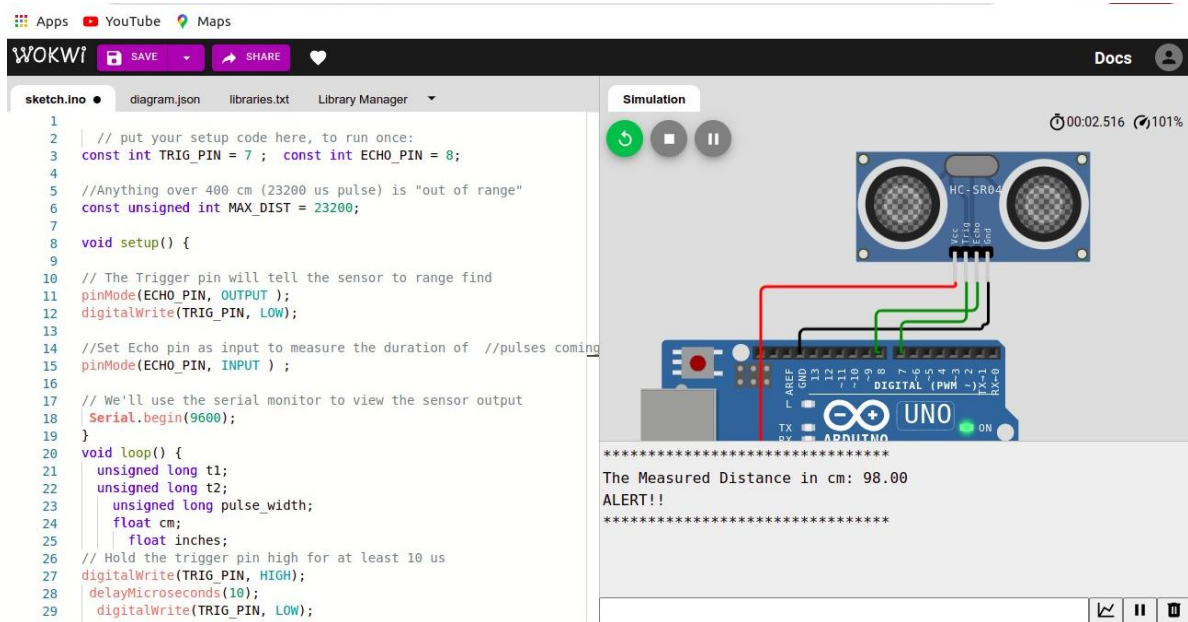 Apps YouTube Maps
WOKWi SAVE SHARE Docs
sketch.ino ● diagram.json libraries.txt Library Manager
1
2 // put your setup code here, to run once:
3 const int TRIG_PIN = 7 ; const int ECHO_PIN = 8;
4
5 //Anything over 400 cm (23200 us pulse) is "out of range"
6 const unsigned int MAX_DIST = 23200;
7
8 void setup() {
9
10 // The Trigger pin will tell the sensor to range find
11 pinMode(ECHO_PIN, OUTPUT );
12 digitalWrite(TRIG_PIN, LOW);
13
14 //Set Echo pin as input to measure the duration of //pulses coming
15 pinMode(ECHO_PIN, INPUT ) ;
16
17 // We'll use the serial monitor to view the sensor output
18 Serial.begin(9600);
19 }
20 void loop() {
21 unsigned long t1;
22 unsigned long t2;
23 unsigned long pulse_width;
24 float cm;
25 float inches;
26 // Hold the trigger pin high for at least 10 us
27 digitalWrite(TRIG_PIN, HIGH);
28 delayMicroseconds(10);
29 digitalWrite(TRIG_PIN, LOW);
Simulation
00:02.516 101%
HC-SR04
Vcc Trig Echo Gnd
AREF GND 13 12 ~11 ~10 ~9 8 7 ~6 ~5 4 ~3 2 TX→1 RX←0
DIGITAL (PWM ~)
L
UNO
TX ON
RX ARDUINO
********************************
The Measured Distance in cm: 98.00
ALERT!!
********************************